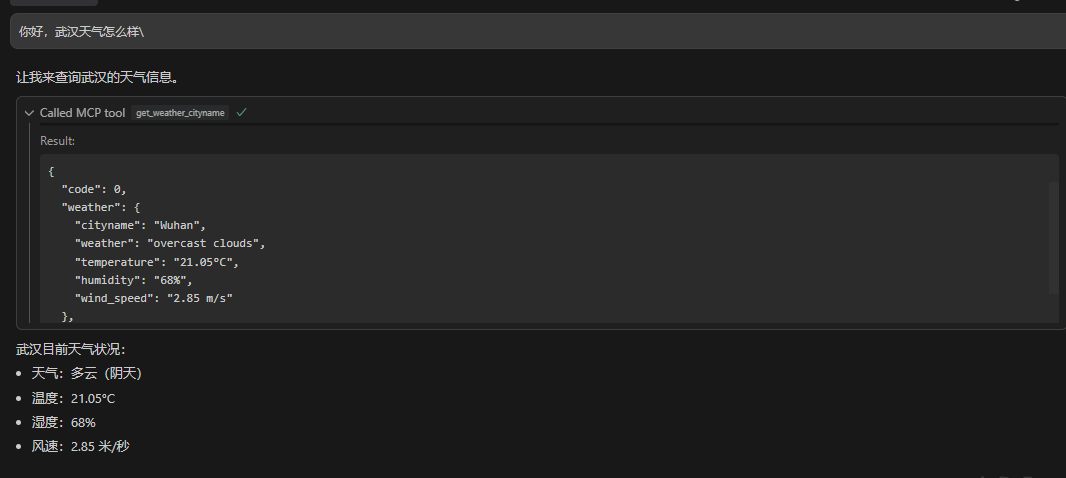 你好，武汉天气怎么样\
让我来查询武汉的天气信息。
Called MCP tool get_weather_cityname
Result:
{
"code": 0,
"weather": {
"cityname": "Wuhan",
"weather": "overcast clouds",
"temperature": "21.05°C",
"humidity": "68%",
"wind_speed": "2.85 m/s"
},
武汉目前天气状况：
• 天气：多云（阴天）
• 温度：21.05°C
• 湿度：68%
• 风速：2.85 米/秒